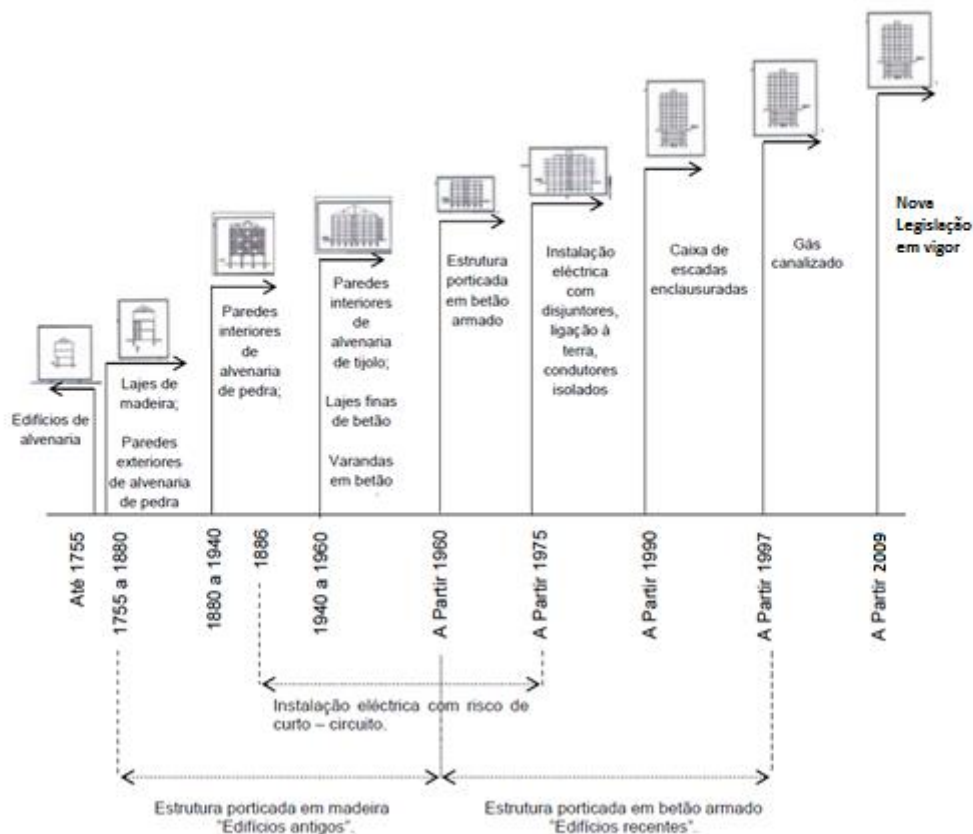 Edifícios de
alvenaria
Lajes de
madeira;
Paredes
exteriores
de alvenaria
de pedra
Paredes
interiores
de
alvenaria
de pedra;
Paredes
interiores
de
alvenaria
de tijolo;
Lajes finas
de betão
Varandas
em betão
Estrutura
porticada
em betão
armado
Instalação
eléctrica
com
disjuntores,
ligação à
terra,
condutores
isolados
Caixa de
escadas
enclausuradas
Gás
canalizado
Nova
Legislação
em vigor
Até 1755
1755 a 1880
1880 a 1940
1886
1940 a 1960
A Partir 1960
A Partir 1975
A Partir 1990
A Partir 1997
A Partir 2009
Instalação eléctrica com risco de
curto – circuito.
Estrutura porticada em madeira
"Edifícios antigos".
Estrutura porticada em betão armado
"Edifícios recentes".